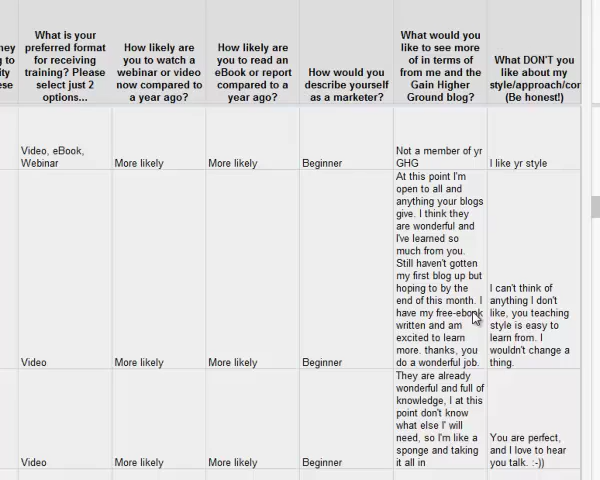 ney
g to
ity
ese
What is your
preferred format
for receiving
training? Please
select just 2
options...
How likely are
you to watch a
webinar or video
now compared to
a year ago?
How likely are
you to read an
eBook or report
compared to a
year ago?
How would you
describe yourself
as a marketer?
What would you
like to see more
of in terms of
from me and the
Gain Higher
Ground blog?
What DON'T you
like about my
style/approach/cor
(Be honest!)
Video, eBook,
Webinar
More likely
More likely
Beginner
Not a member of yr
GHG
I like yr style
Video
More likely
More likely
Beginner
At this point I'm
open to all and
anything your blogs
give. I think they
are wonderful and
I've learned so
much from you.
Still haven't gotten
my first blog up but
hoping to by the
end of this month. I
have my free-ebook
written and am
excited to learn
more. thanks, you
do a wonderful job.
I can't think of
anything I don't
like, you teaching
style is easy to
learn from. I
wouldn't change a
thing.
Video
More likely
More likely
Beginner
They are already
wonderful and full of
knowledge, I at this
point don't know
what else I' will
need, so I'm like a
sponge and taking
it all in
You are perfect,
and I love to hear
you talk. :-))